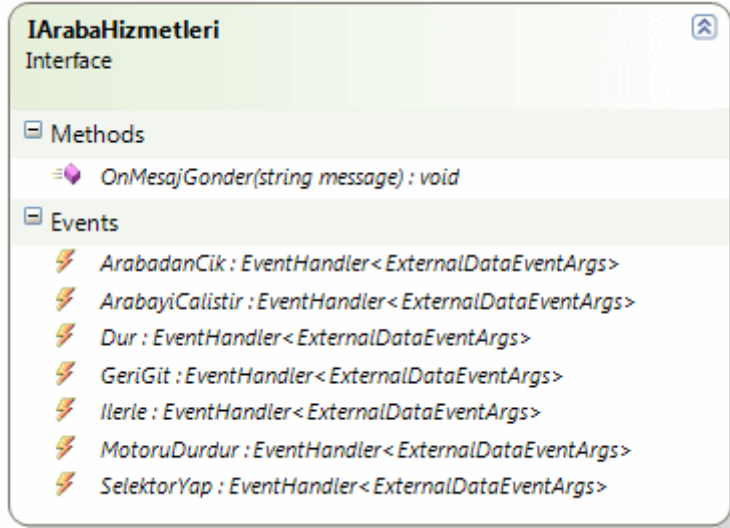 IArabaHizmetleri
Interface
Methods
OnMesajGonder(string message) : void
Events
ArabadanCik : EventHandler<ExternalDataEventArgs>
ArabayiCalistir : EventHandler<ExternalDataEventArgs>
Dur : EventHandler<ExternalDataEventArgs>
GeriGit : EventHandler<ExternalDataEventArgs>
Ilerle : EventHandler<ExternalDataEventArgs>
MotoruDurdur : EventHandler<ExternalDataEventArgs>
SelektorYap : EventHandler<ExternalDataEventArgs>